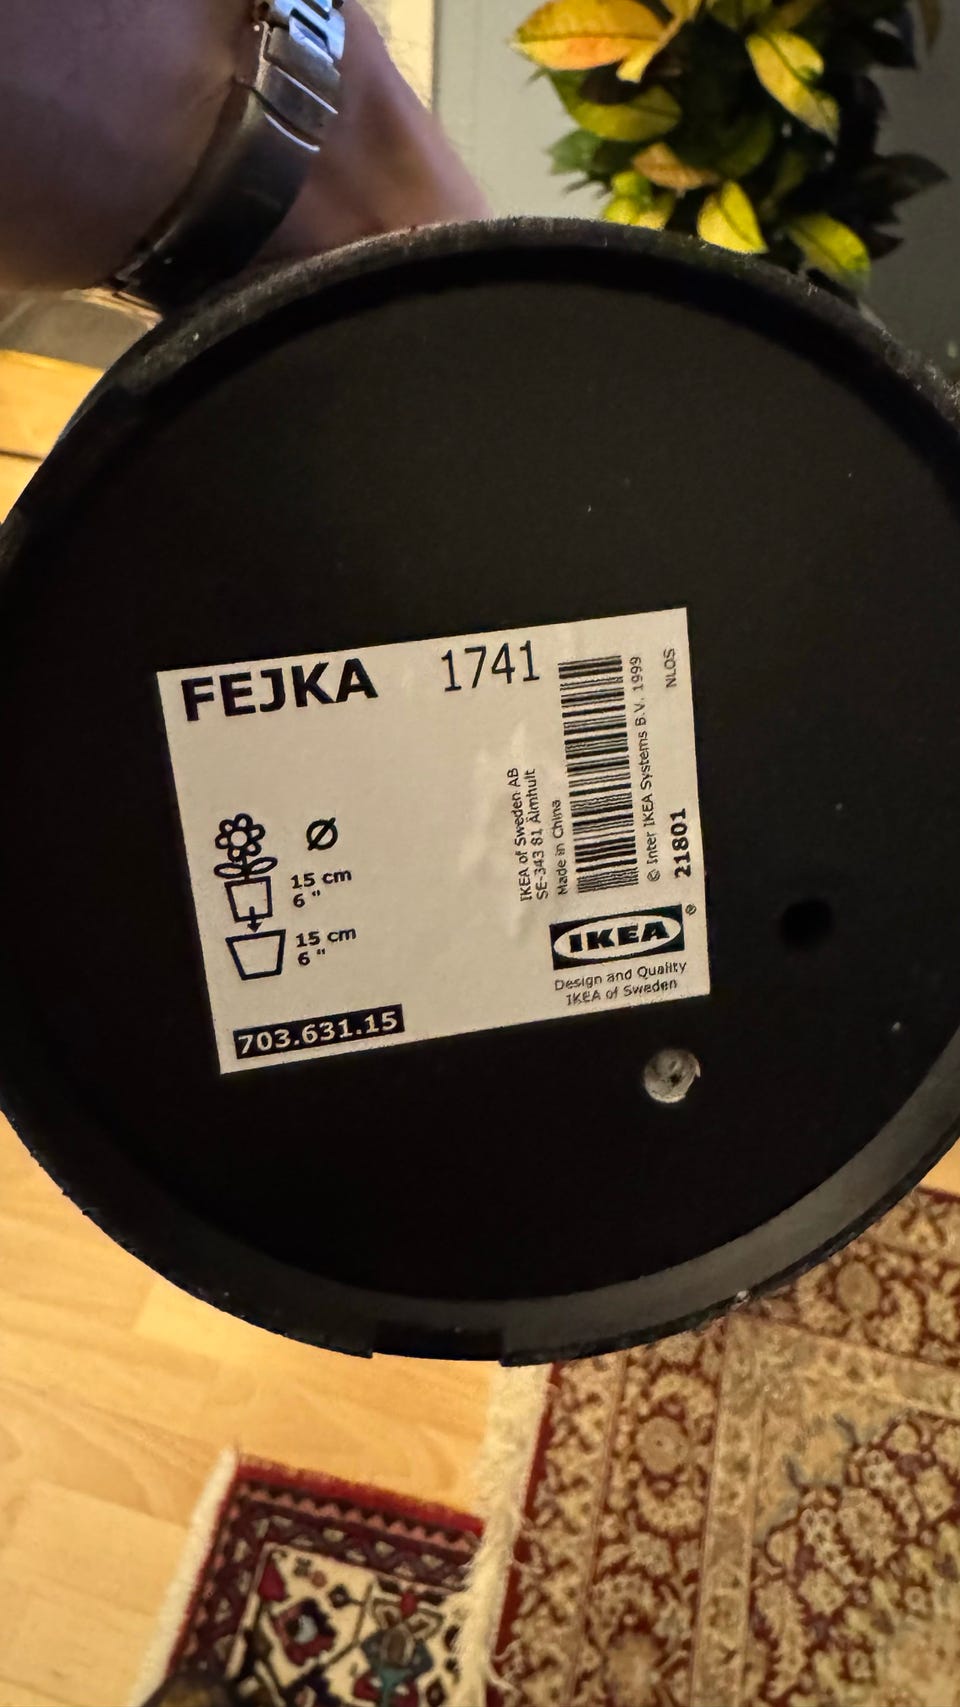 FEJKA 1741
Ø
15 cm
6 "
15 cm
6 "
703.631.15
IKEA of Sweden AB
SE-343 81 Älmhult
Made in China
© Inter IKEA Systems B.V. 1999
21801
NLOS
IKEA®
Design and Quality
IKEA of Sweden